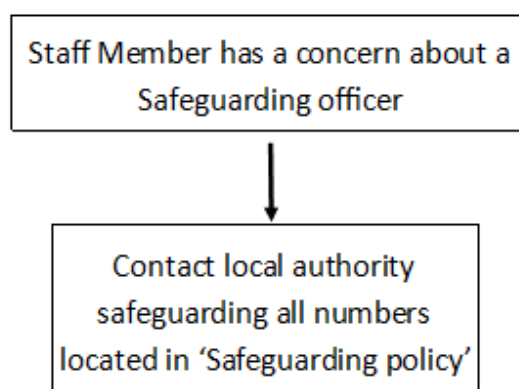 Staff Member has a concern about a
Safeguarding officer
Contact local authority
safeguarding all numbers
located in ‘Safeguarding policy’